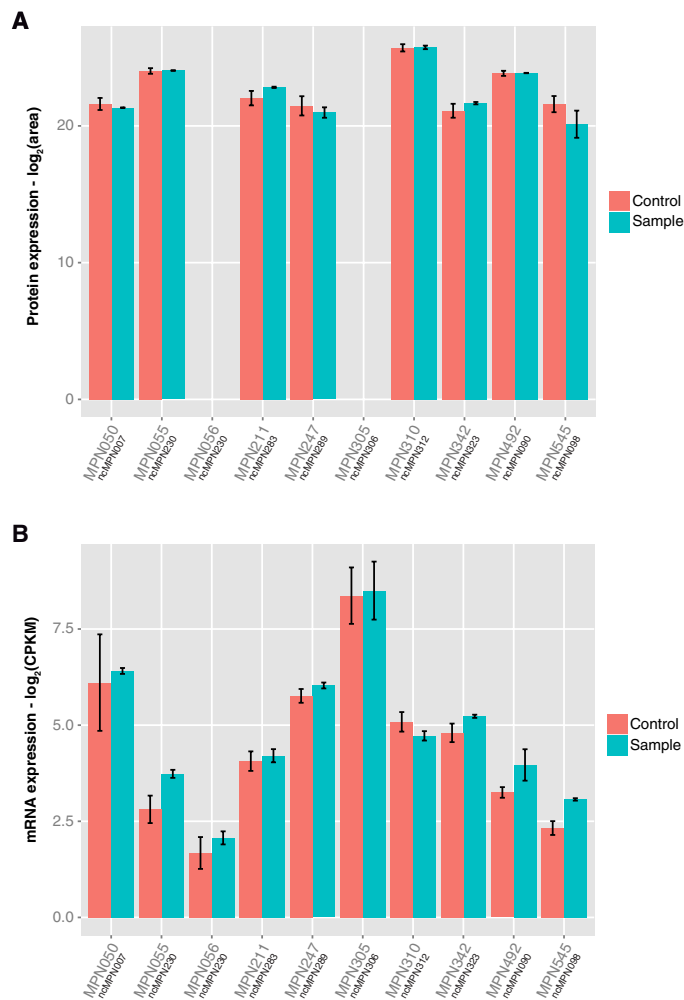 A
Protein expression - log2(area)
20
10
0
MPN050
ncMPN007
MPN055
ncMPN230
MPN056
ncMPN230
MPN211
ncMPN283
MPN247
ncMPN289
MPN305
ncMPN306
MPN310
ncMPN312
MPN342
ncMPN323
MPN492
ncMPN090
MPN545
ncMPN098
Control
Sample
B
mRNA expression - log2(CPKM)
7.5
5.0
2.5
0.0
MPN050
ncMPN007
MPN055
ncMPN230
MPN056
ncMPN230
MPN211
ncMPN283
MPN247
ncMPN289
MPN305
ncMPN306
MPN310
ncMPN312
MPN342
ncMPN323
MPN492
ncMPN090
MPN545
ncMPN098
Control
Sample